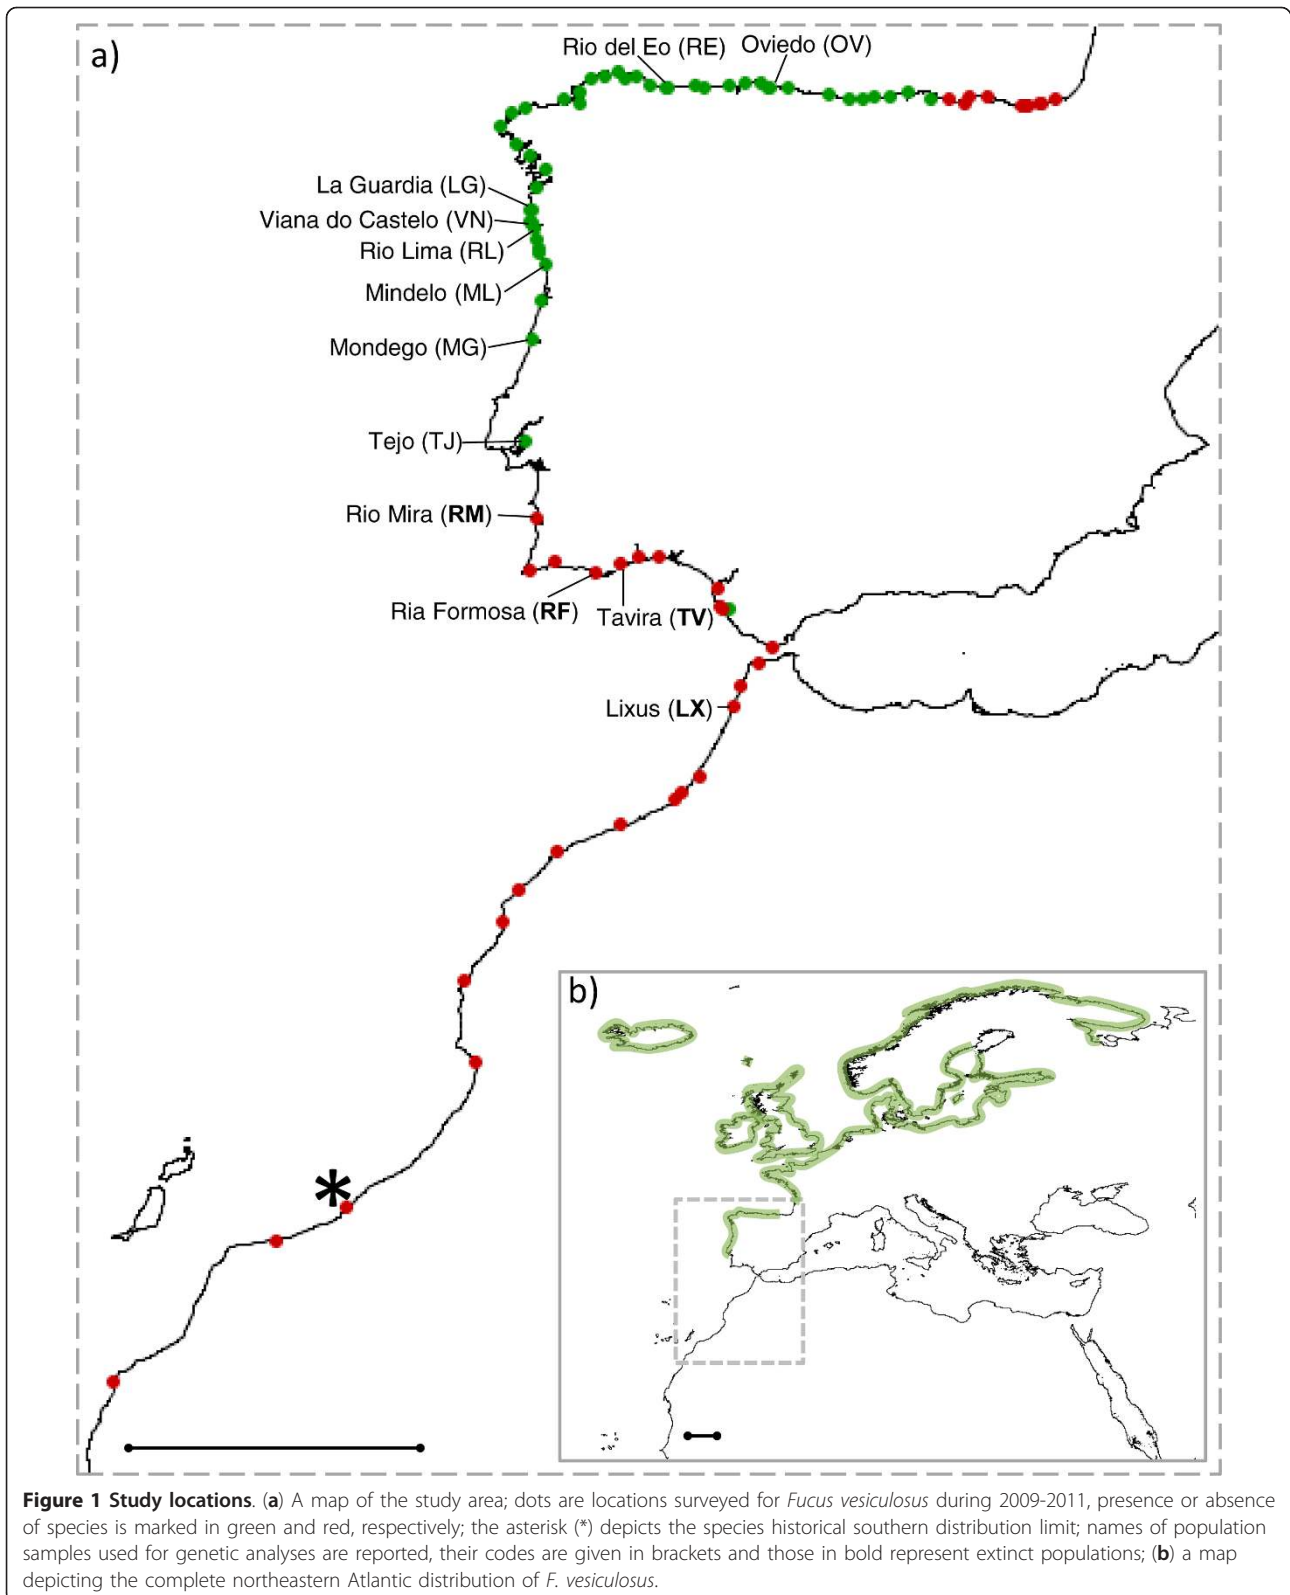 a)
Rio del Eo (RE)
Oviedo (OV)
La Guardia (LG)
Viana do Castelo (VN)
Rio Lima (RL)
Mindelo (ML)
Mondego (MG)
Tejo (TJ)
Rio Mira (RM)
Ria Formosa (RF)
Tavira (TV)
Lixus (LX)
*
b)
Figure 1 Study locations. (a) A map of the study area; dots are locations surveyed for Fucus vesiculosus during 2009-2011, presence or absence
of species is marked in green and red, respectively; the asterisk (*) depicts the species historical southern distribution limit; names of population
samples used for genetic analyses are reported, their codes are given in brackets and those in bold represent extinct populations; (b) a map
depicting the complete northeastern Atlantic distribution of F. vesiculosus.